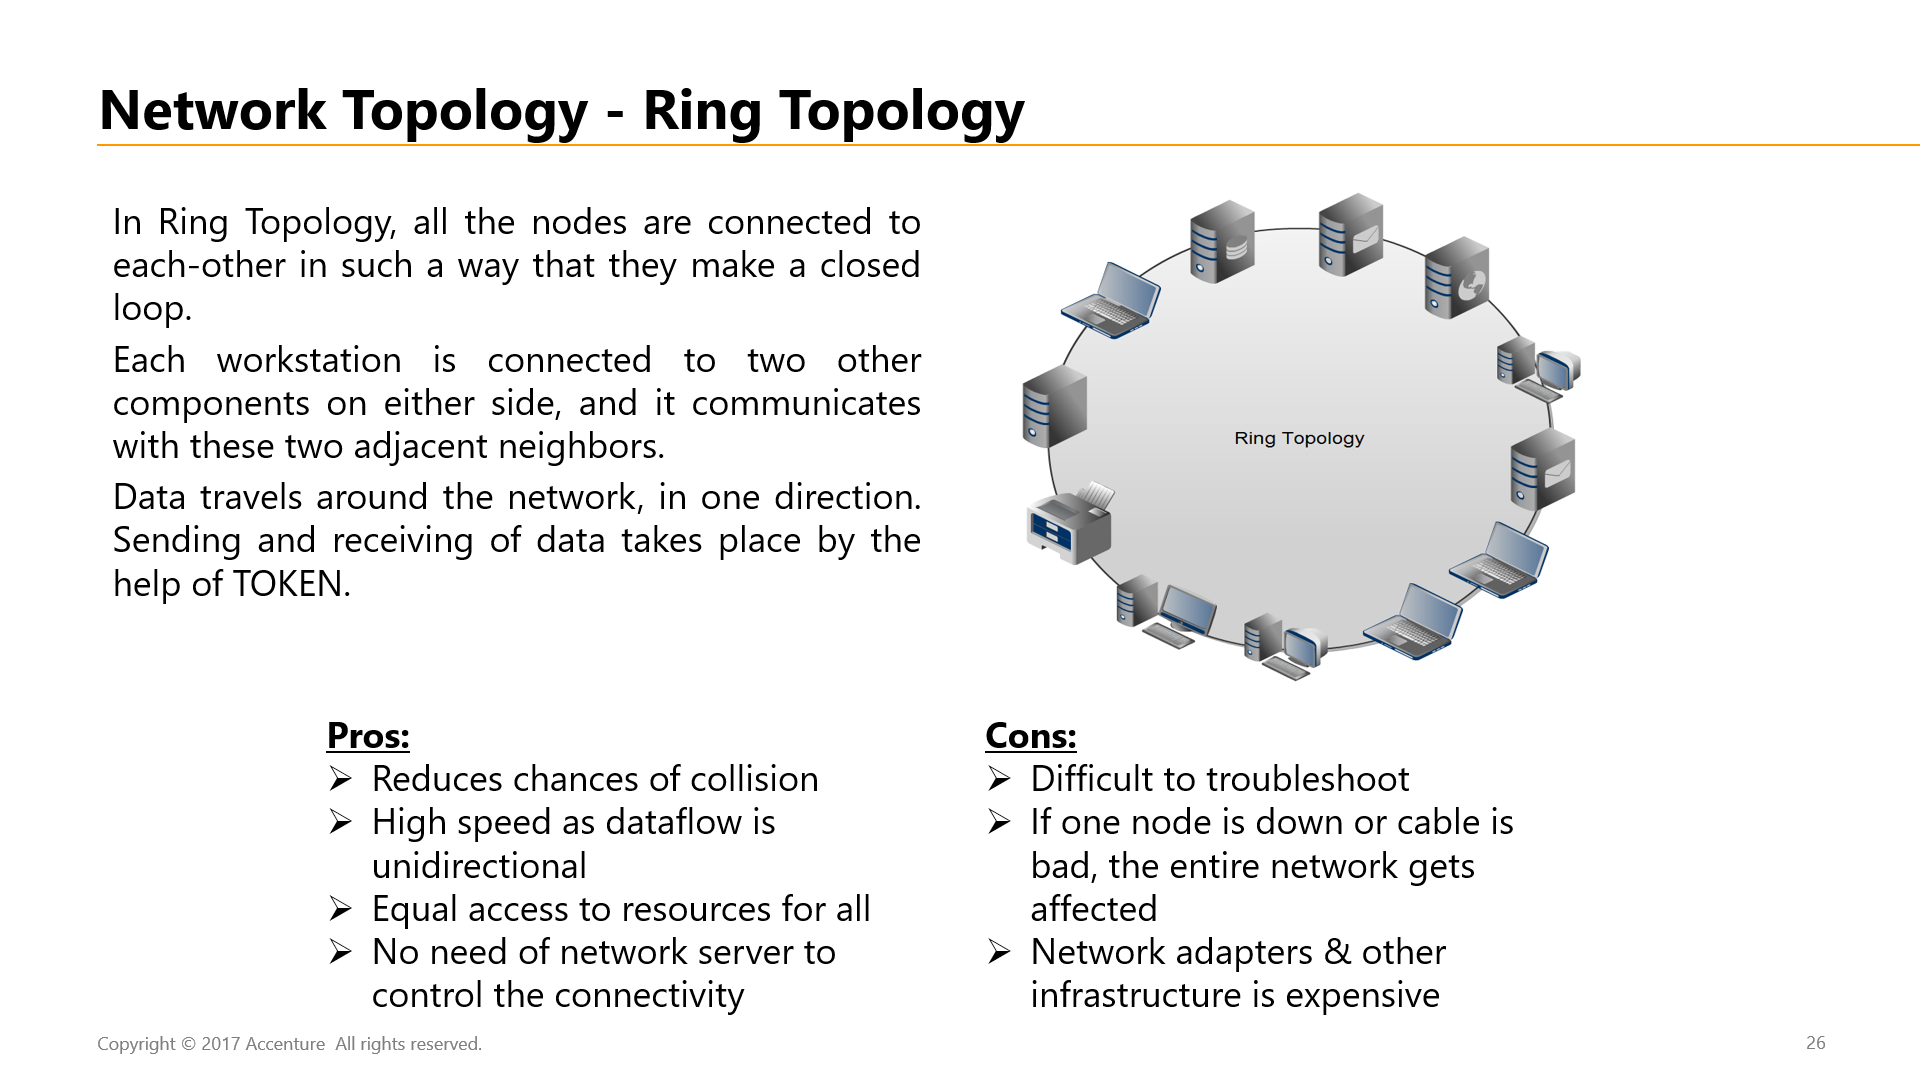 Network Topology - Ring Topology
In Ring Topology, all the nodes are connected to
each-other in such a way that they make a closed
loop.
Each workstation is connected to two other
components on either side, and it communicates
with these two adjacent neighbors.
Data travels around the network, in one direction.
Sending and receiving of data takes place by the
help of TOKEN.
Ring Topology
Pros:
➢ Reduces chances of collision
➢ High speed as dataflow is
unidirectional
➢ Equal access to resources for all
➢ No need of network server to
control the connectivity
Cons:
➢ Difficult to troubleshoot
➢ If one node is down or cable is
bad, the entire network gets
affected
➢ Network adapters & other
infrastructure is expensive
Copyright © 2017 Accenture All rights reserved.
26